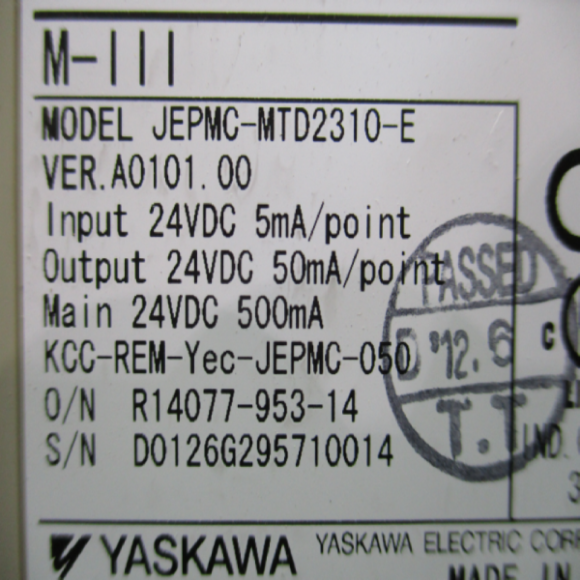 M-III
MODEL JEPMC-MTD2310-E
VER.A0101.00
Input 24VDC 5mA/point
Output 24VDC 50mA/point
Main 24VDC 500mA
KCC-REM-Yec-JEPMC-050
O/N R14077-953-14
S/N D0126G295710014
PASSED
D '12.6
T.T
C
IND.
YASKAWA YASKAWA ELECTRIC
MADE IN